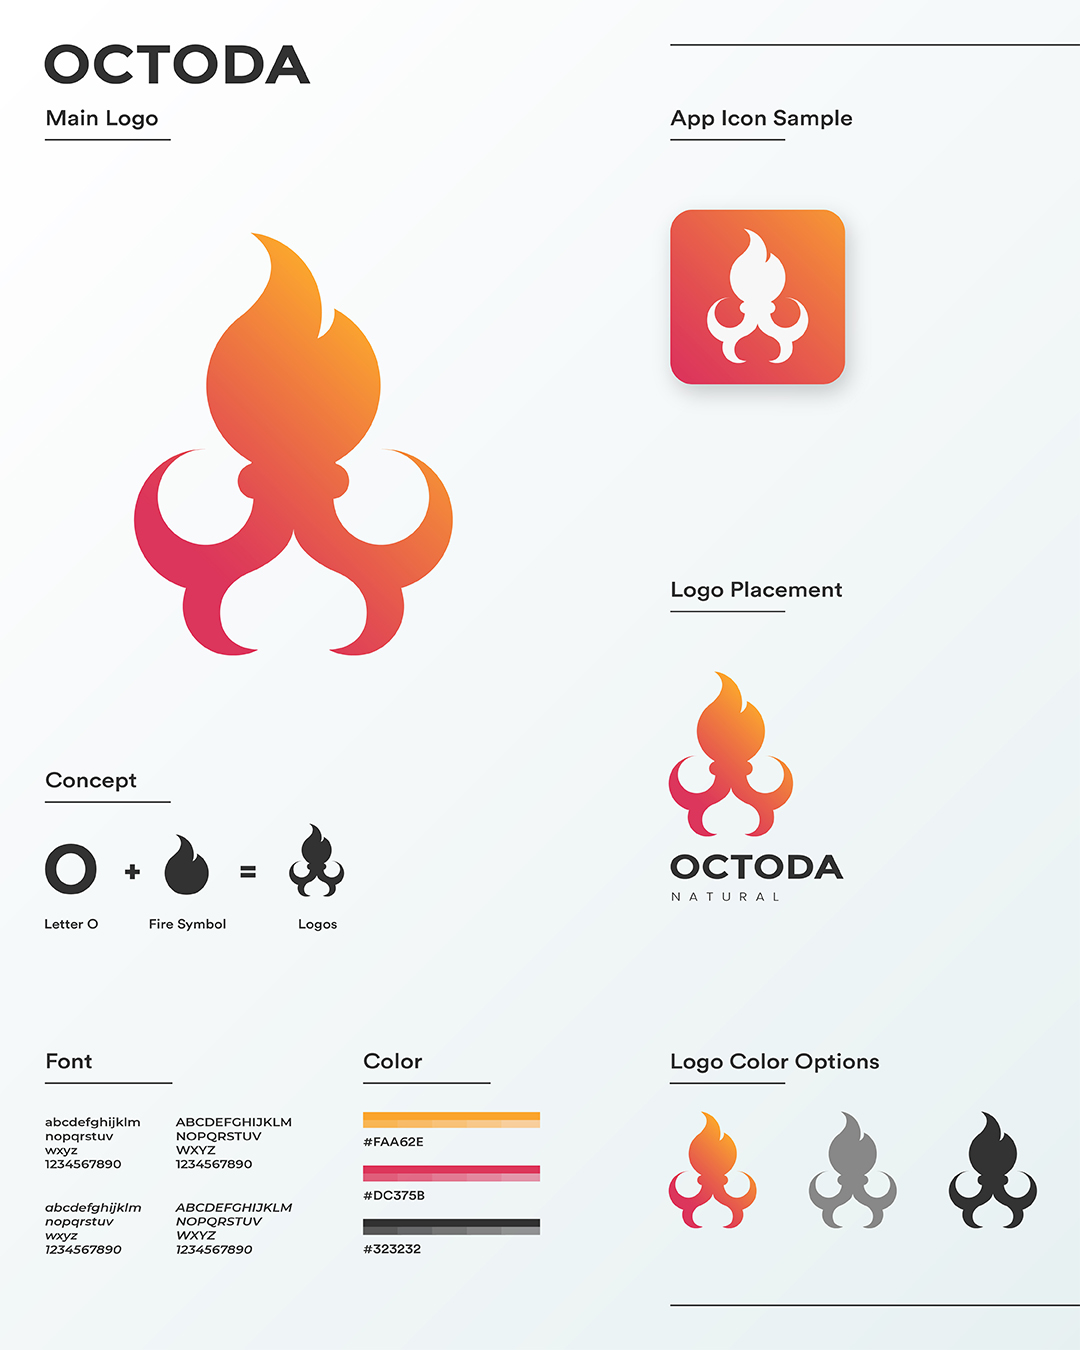 OCTODA
Main Logo
App Icon Sample
Logo Placement
OCTODA
NATURAL
Concept
O + =
Letter O
Fire Symbol
Logos
Font
abcdefghijklm
nopqrstuv
wxyz
1234567890
ABCDEFGHIJKLM
NOPQRSTUV
WXYZ
1234567890
abcdefghijklm
nopqrstuv
wxyz
1234567890
ABCDEFGHIJKLM
NOPQRSTUV
WXYZ
1234567890
Color
#FAA62E
#DC375B
#323232
Logo Color Options